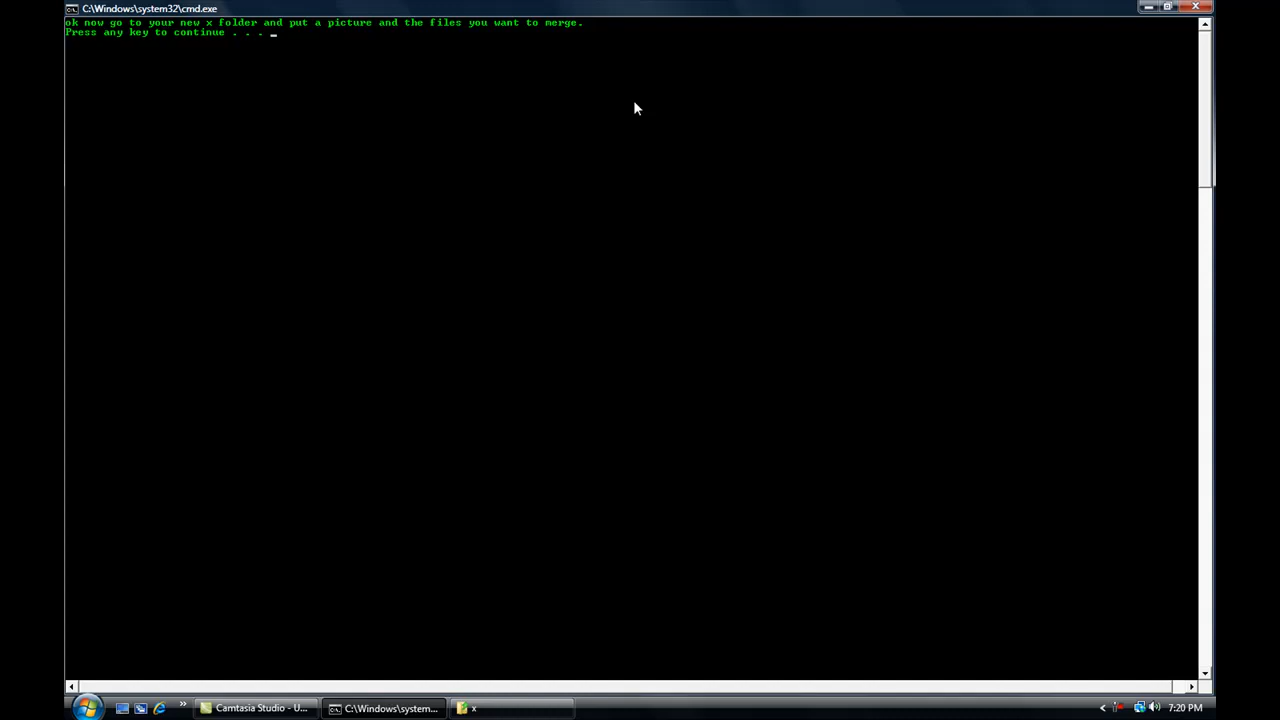 C:\Windows\system32\cmd.exe
ok now go to your new x folder and put a picture and the files you want to merge.
Press any key to continue . . .
Camtasia Studio - U...
C:\Windows\system...
x
7:20 PM